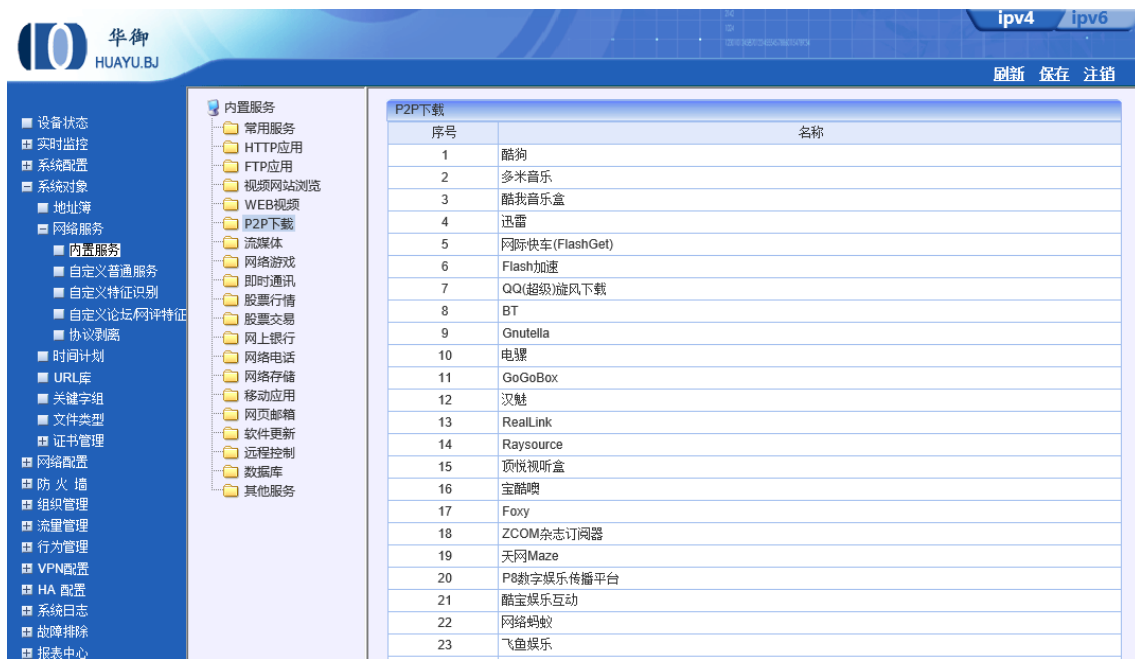 华御
HUAYU.BJ
ipv4
ipv6
刷新 保存 注销
设备状态
实时监控
系统配置
系统对象
地址簿
网络服务
内置服务
自定义普通服务
自定义特征识别
自定义论坛/网评特征
协议剥离
时间计划
URL库
关键字组
文件类型
证书管理
网络配置
防 火 墙
组织管理
流里管理
行为管理
VPN配置
HA 配置
系统日志
故障排除
报表中心
内置服务
常用服务
HTTP应用
FTP应用
视频网站浏览
WEB视频
P2P下载
流媒体
网络游戏
即时通讯
股票行情
股票交易
网上银行
网络电话
网络存储
移动应用
网页邮箱
软件更新
远程控制
数据库
其他服务
P2P下载
序号 名称
1 酷狗
2 多米音乐
3 酷我音乐盒
4 迅雷
5 网际快车(FlashGet)
6 Flash加速
7 QQ(超级)旋风下载
8 BT
9 Gnutella
10 电骡
11 GoGoBox
12 汉魅
13 RealLink
14 Raysource
15 顶悦视听盒
16 宝酷噢
17 Foxy
18 ZCOM杂志订阅器
19 天网Maze
20 P8数字娱乐传播平台
21 酷宝娱乐互动
22 网络蚂蚁
23 飞鱼娱乐